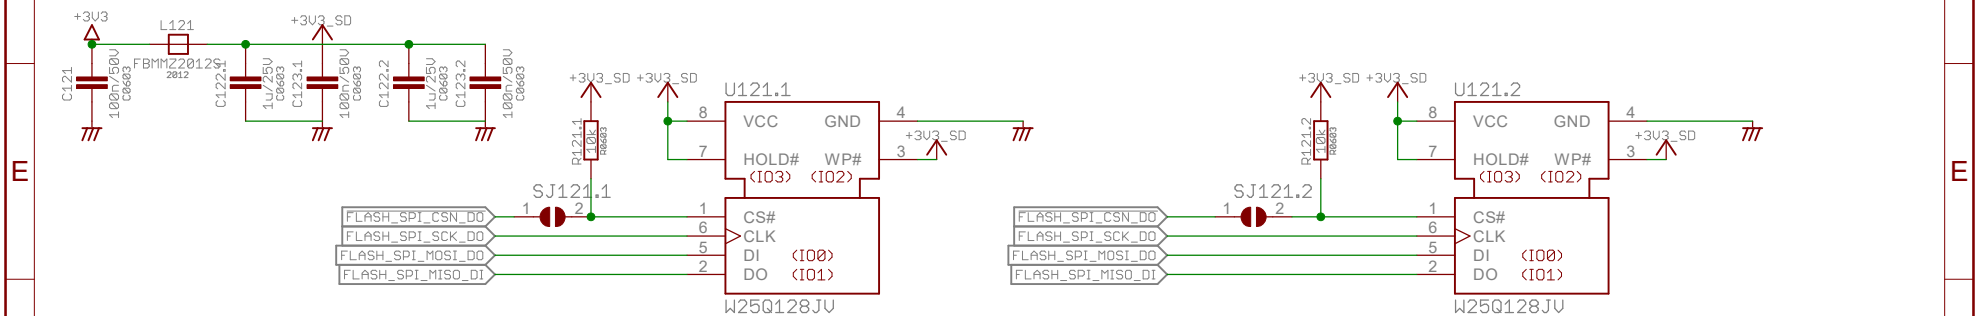 +3V3
L121
FBMMZ2012S
2012
+3V3_SD
C121
100n/50V
C0603
C122.1
1u/25V
C0603
C123.1
100n/50V
C0603
C122.2
1u/25V
C0603
C123.2
100n/50V
C0603
E
+3V3_SD
+3V3_SD
R121.1
10k
R0603
SJ121.1
1 2
FLASH_SPI_CSN_DO
FLASH_SPI_SCK_DO
FLASH_SPI_MOSI_DO
FLASH_SPI_MISO_DI
U121.1
8 VCC GND 4
+3V3_SD
7 HOLD# WP# 3
(IO3) (IO2)
1 CS#
6 CLK
5 DI (IO0)
2 DO (IO1)
W25Q128JV
+3V3_SD
+3V3_SD
R121.2
10k
R0603
SJ121.2
1 2
FLASH_SPI_CSN_DO
FLASH_SPI_SCK_DO
FLASH_SPI_MOSI_DO
FLASH_SPI_MISO_DI
U121.2
8 VCC GND 4
+3V3_SD
7 HOLD# WP# 3
(IO3) (IO2)
1 CS#
6 CLK
5 DI (IO0)
2 DO (IO1)
W25Q128JV
E